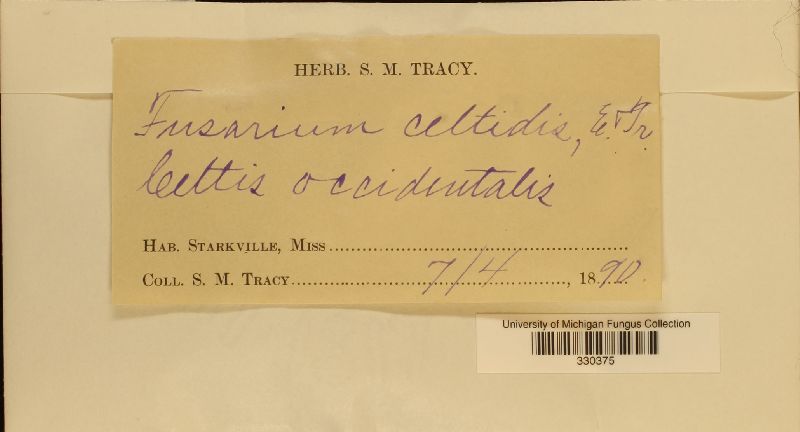 HERB. S. M. TRACY.
Fusarium celtidis, E. & Tr.
Celtis occidentalis
HAB. STARKVILLE, MISS
COLL. S. M. TRACY 7/4, 1890.
University of Michigan Fungus Collection
330375